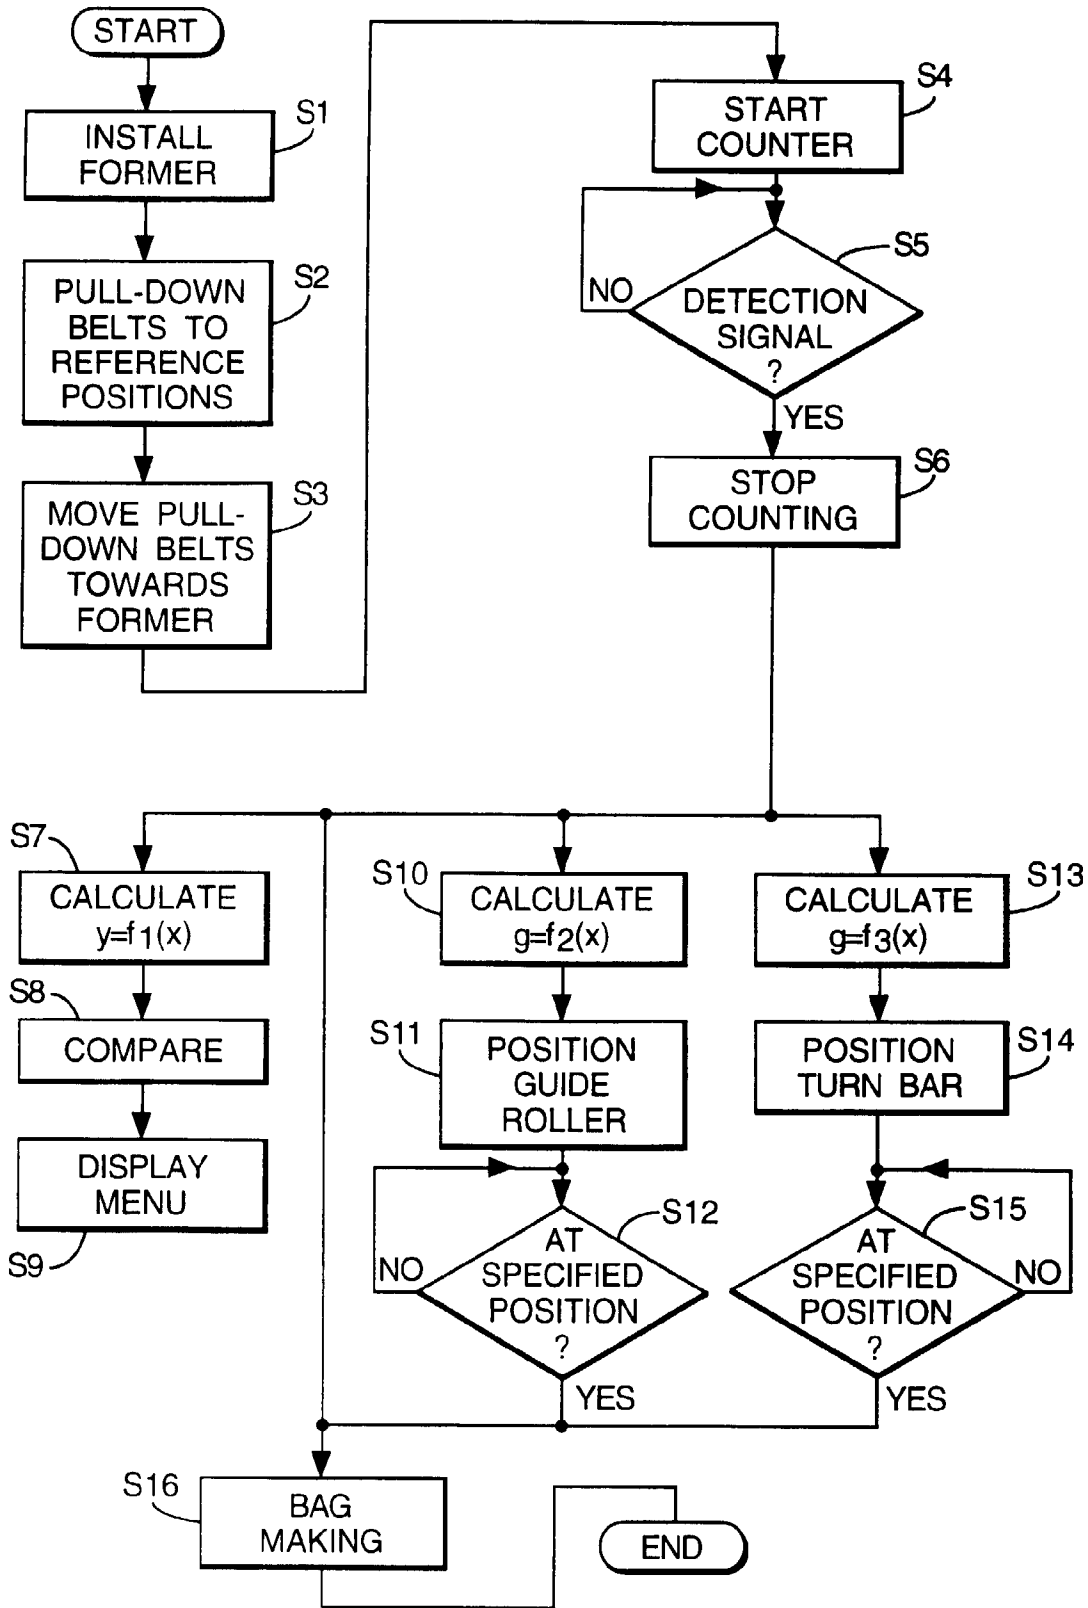 START
S1
INSTALL
FORMER
S2
PULL-DOWN
BELTS TO
REFERENCE
POSITIONS
S3
MOVE PULL-
DOWN BELTS
TOWARDS
FORMER
S4
START
COUNTER
S5
NO
DETECTION
SIGNAL
?
YES
S6
STOP
COUNTING
S7
CALCULATE
y=f1(x)
S8
COMPARE
DISPLAY
MENU
S9
S10
CALCULATE
g=f2(x)
S11
POSITION
GUIDE
ROLLER
S12
NO
AT
SPECIFIED
POSITION
?
YES
S13
CALCULATE
g=f3(x)
S14
POSITION
TURN BAR
S15
AT
SPECIFIED
POSITION
?
NO
YES
S16
BAG
MAKING
END